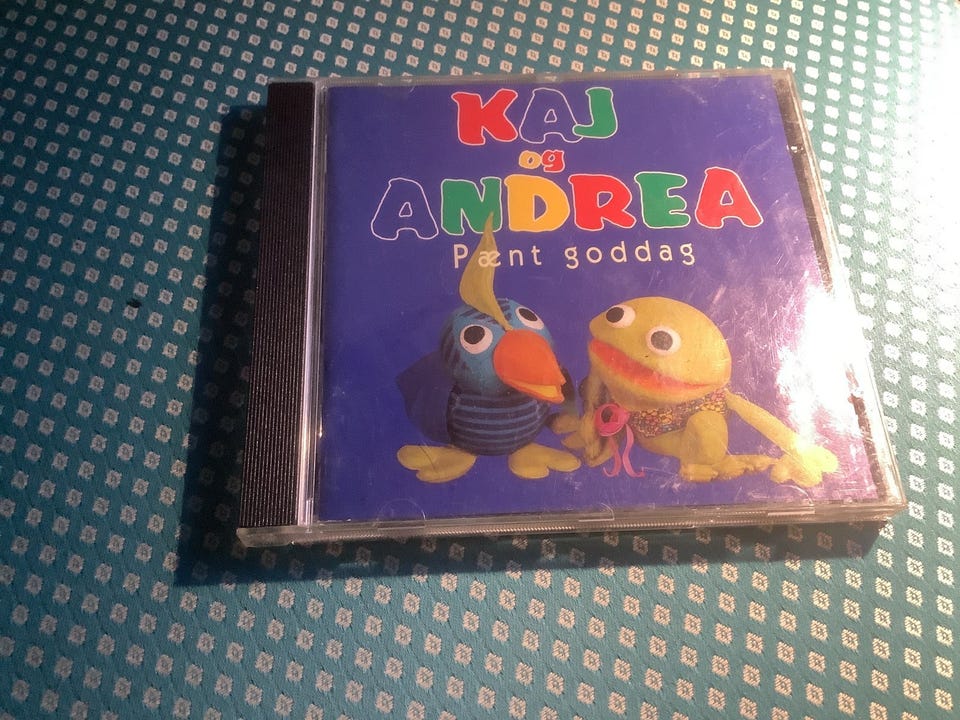 KAJ
og
ANDREA
Pænt goddag